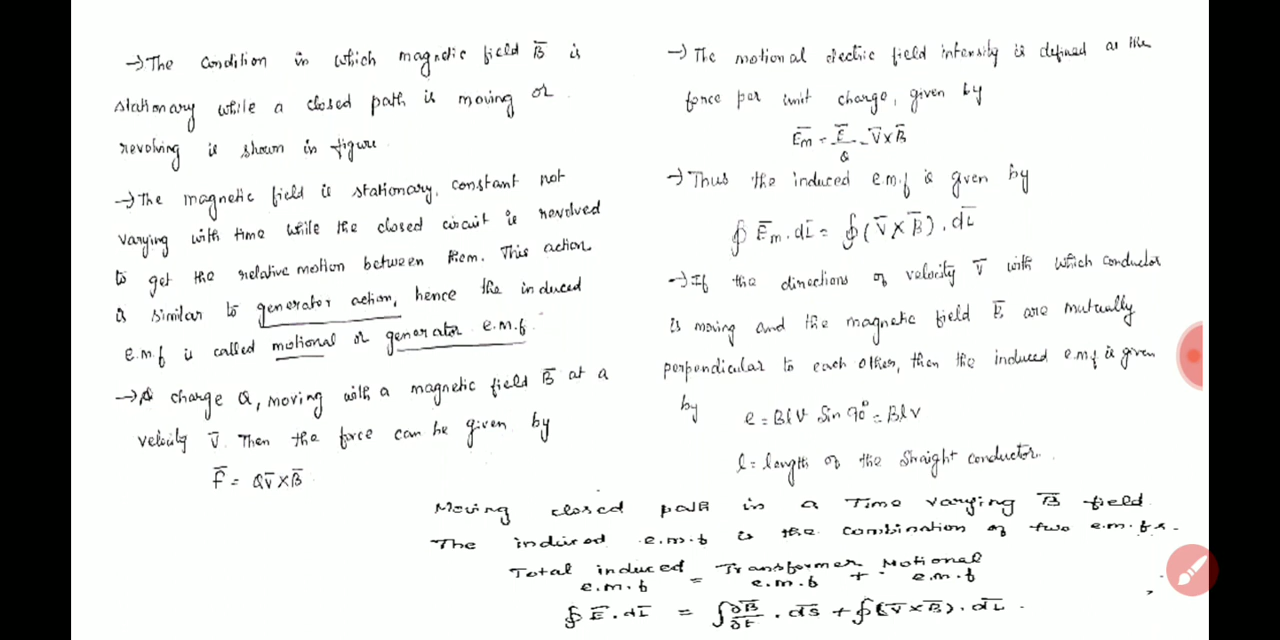 → The condition in which magnetic field B̅ is
stationary while a closed path is moving or
revolving is shown in figure.
→ The magnetic field is stationary, constant not
varying with time while the closed circuit is revolved
to get the relative motion between them. This action
is similar to generator action, hence the induced
e.m.f is called motional or generator e.m.f.
→ A charge Q, moving with a magnetic field B̅ at a
velocity V̅. Then the force can be given by
F̅ = QV̅ × B̅
→ The motional electric field intensity is defined as the
force per unit charge, given by
E̅m = F̅/Q = V̅ × B̅
→ Thus the induced e.m.f is given by
∮ E̅m . dL̅ = ∮ (V̅ × B̅) . dL̅
→ If the directions of velocity V̅ with which conductor
is moving and the magnetic field B̅ are mutually
perpendicular to each other, then the induced e.m.f is given
by
e = Blv Sin 90° = Blv
l = length of the straight conductor.
Moving closed path in a Time varying B̅ field
The induced e.m.f is the combination of two e.m.f s.
Total induced e.m.f = Transformer e.m.f + Motional e.m.f
∮ E̅ . dL̅ = ∫ ∂B̅/∂t . dS̅ + ∮ (V̅ × B̅) . dL̅.